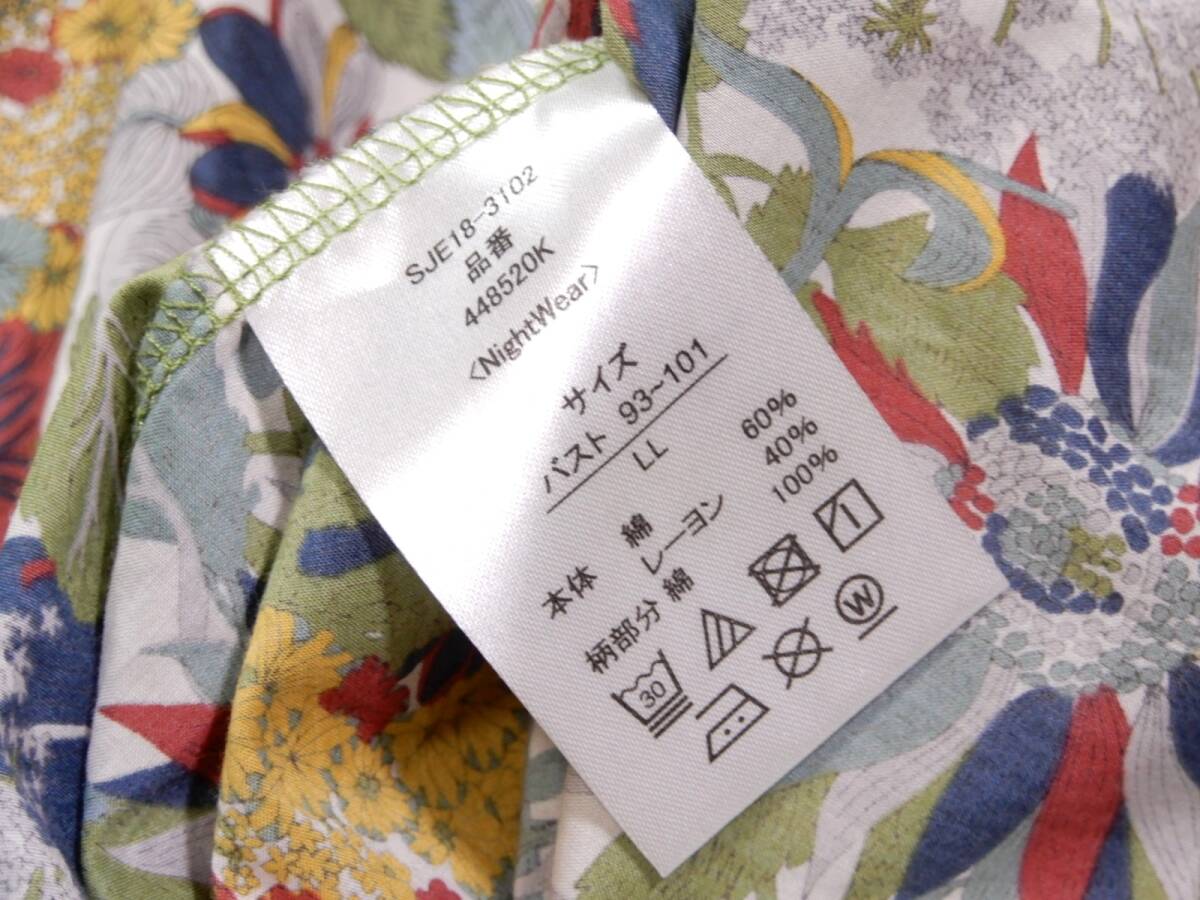 SJE18-3102
品番
448520K
〈NightWear〉
サイズ
バスト 93~101
LL
本体 綿 60%
レーヨン 40%
柄部分 綿 100%
30
W